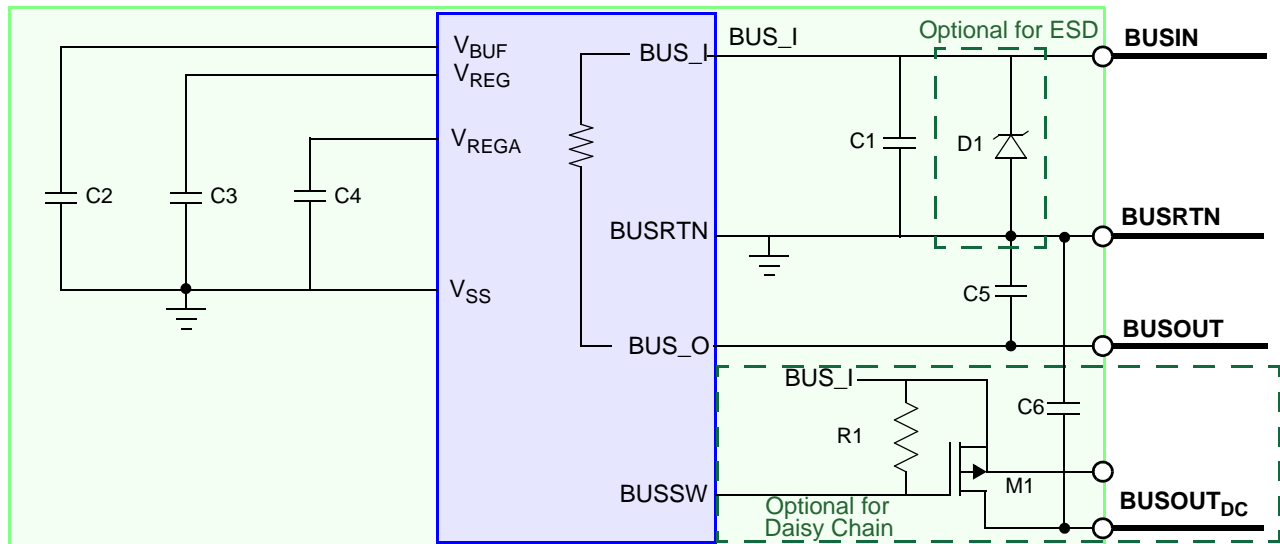 Optional for ESD
BUS_I
BUSIN
V_BUF
BUS_I
V_REG
V_REGA
C1
D1
C2
C3
C4
BUSRTN
BUSRTN
V_SS
C5
BUS_O
BUSOUT
BUS_I
R1
C6
BUSSW
M1
Optional for
Daisy Chain
BUSOUT_DC